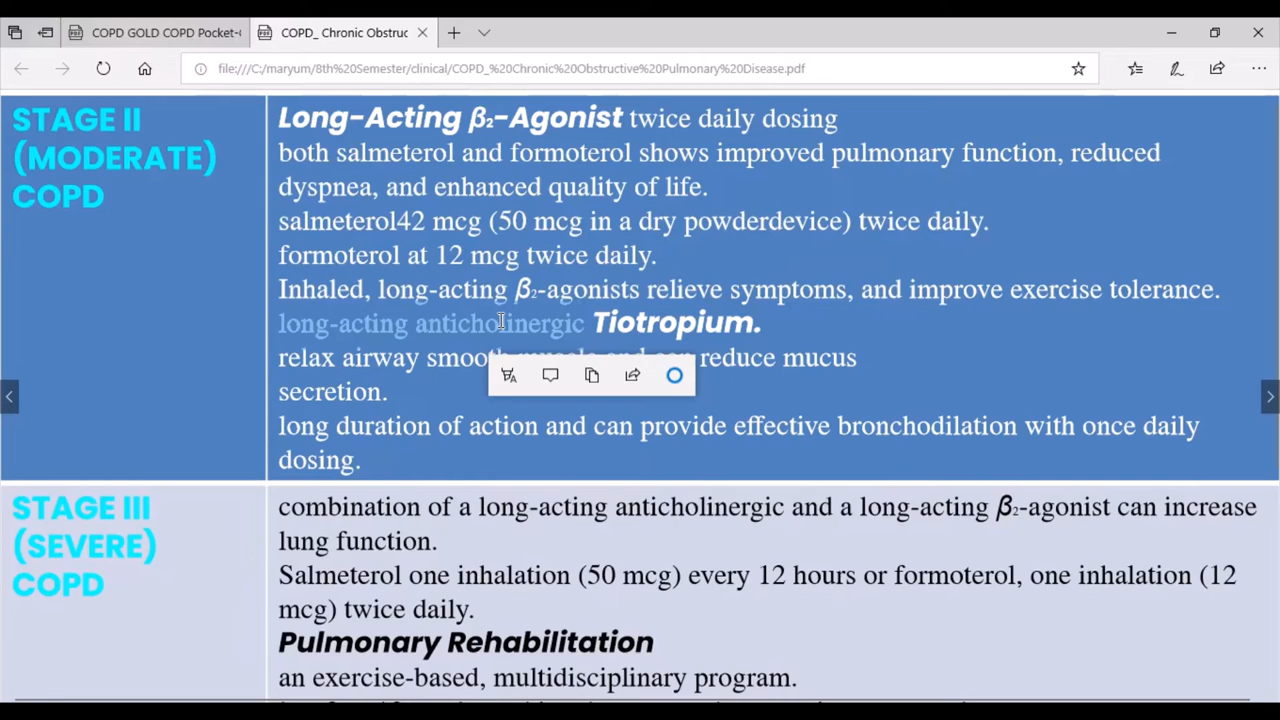 COPD GOLD COPD Pocket-
COPD_ Chronic Obstruc
file:///C:/maryum/8th%20Semester/clinical/COPD_%20Chronic%20Obstructive%20Pulmonary%20Disease.pdf
STAGE II
(MODERATE)
COPD
Long-Acting β₂-Agonist twice daily dosing
both salmeterol and formoterol shows improved pulmonary function, reduced
dyspnea, and enhanced quality of life.
salmeterol42 mcg (50 mcg in a dry powderdevice) twice daily.
formoterol at 12 mcg twice daily.
Inhaled, long-acting β₂-agonists relieve symptoms, and improve exercise tolerance.
long-acting anticholinergic Tiotropium.
relax airway smooth muscle and can reduce mucus
secretion.
long duration of action and can provide effective bronchodilation with once daily
dosing.
STAGE III
(SEVERE)
COPD
combination of a long-acting anticholinergic and a long-acting β₂-agonist can increase
lung function.
Salmeterol one inhalation (50 mcg) every 12 hours or formoterol, one inhalation (12
mcg) twice daily.
Pulmonary Rehabilitation
an exercise-based, multidisciplinary program.